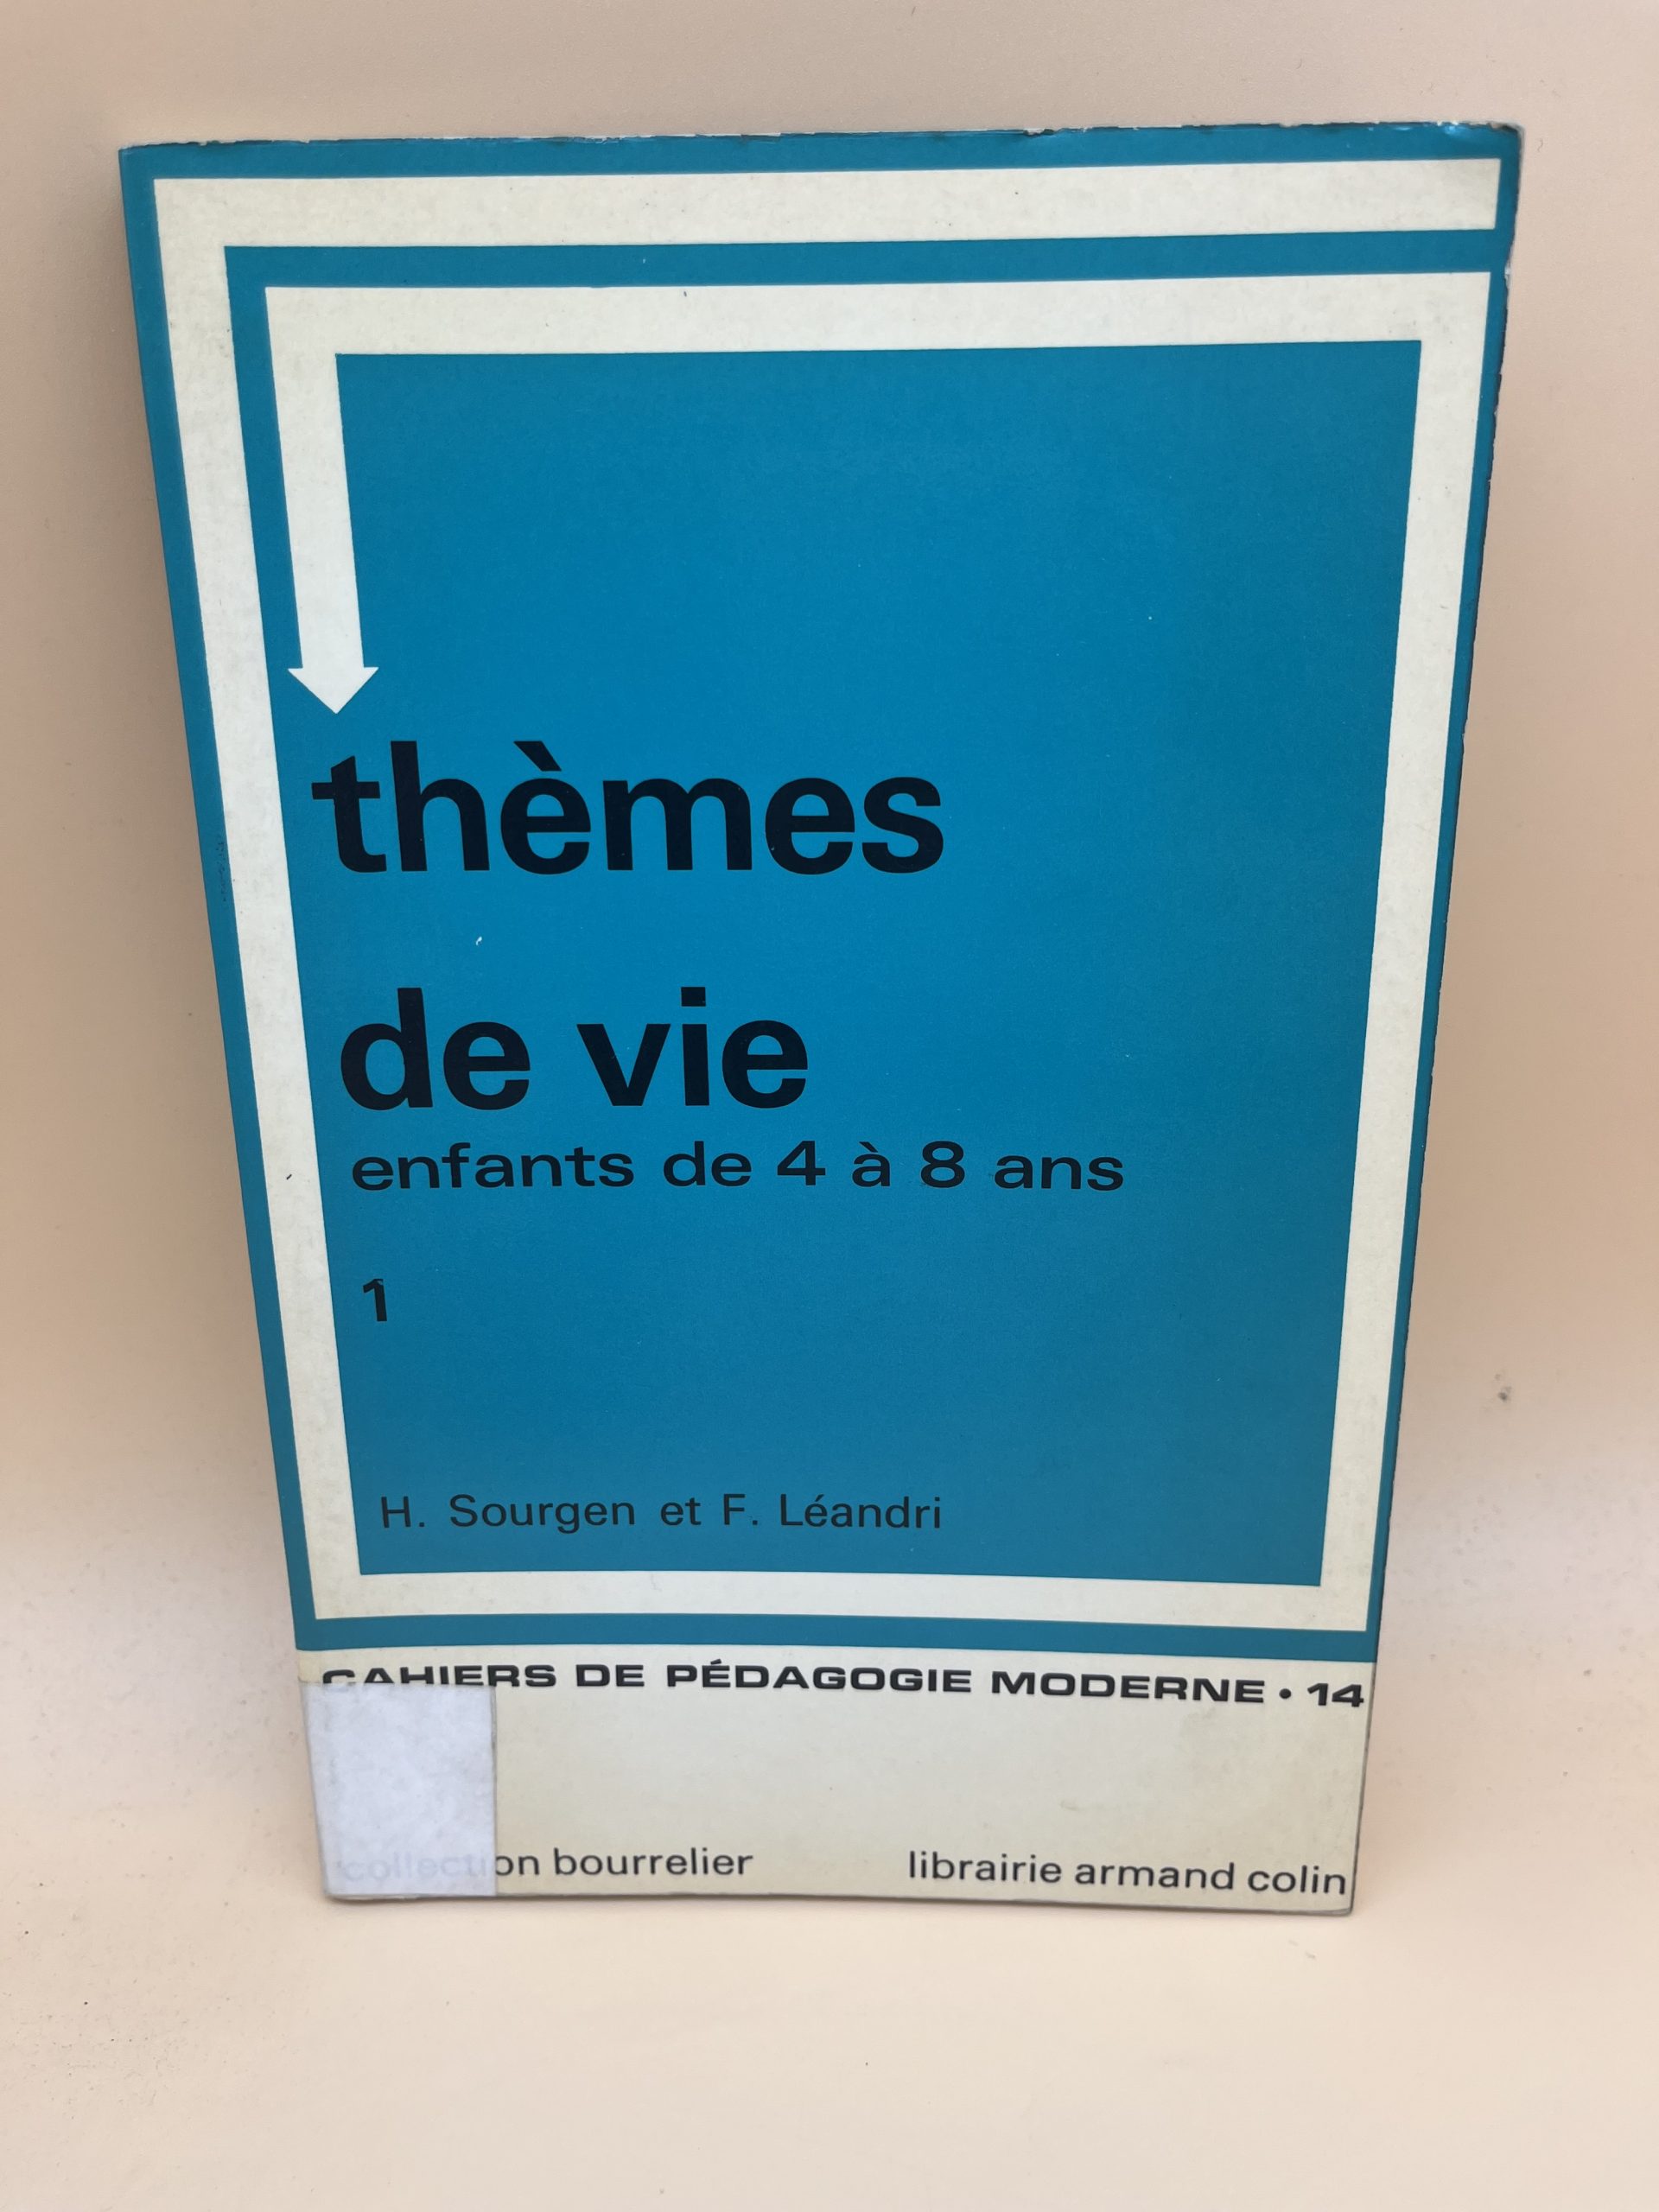 thèmes
de vie
enfants de 4 à 8 ans
1
H. Sourgen et F. Léandri
CAHIERS DE PÉDAGOGIE MODERNE • 14
collection bourrelier
librairie armand colin